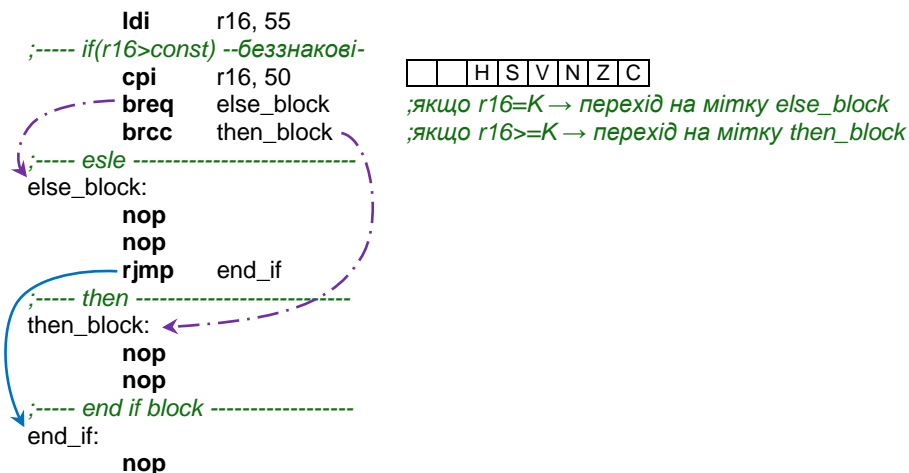 ldi r16, 55
;----- if(r16>const) --беззнакові-
cpi r16, 50 H S V N Z C
breq else_block ;якщо r16=K → перехід на мітку else_block
brcc then_block ;якщо r16>=K → перехід на мітку then_block
;----- esle -----------------------------
else_block:
nop
nop
rjmp end_if
;----- then ----------------------------
then_block:
nop
nop
;----- end if block ------------------
end_if:
nop